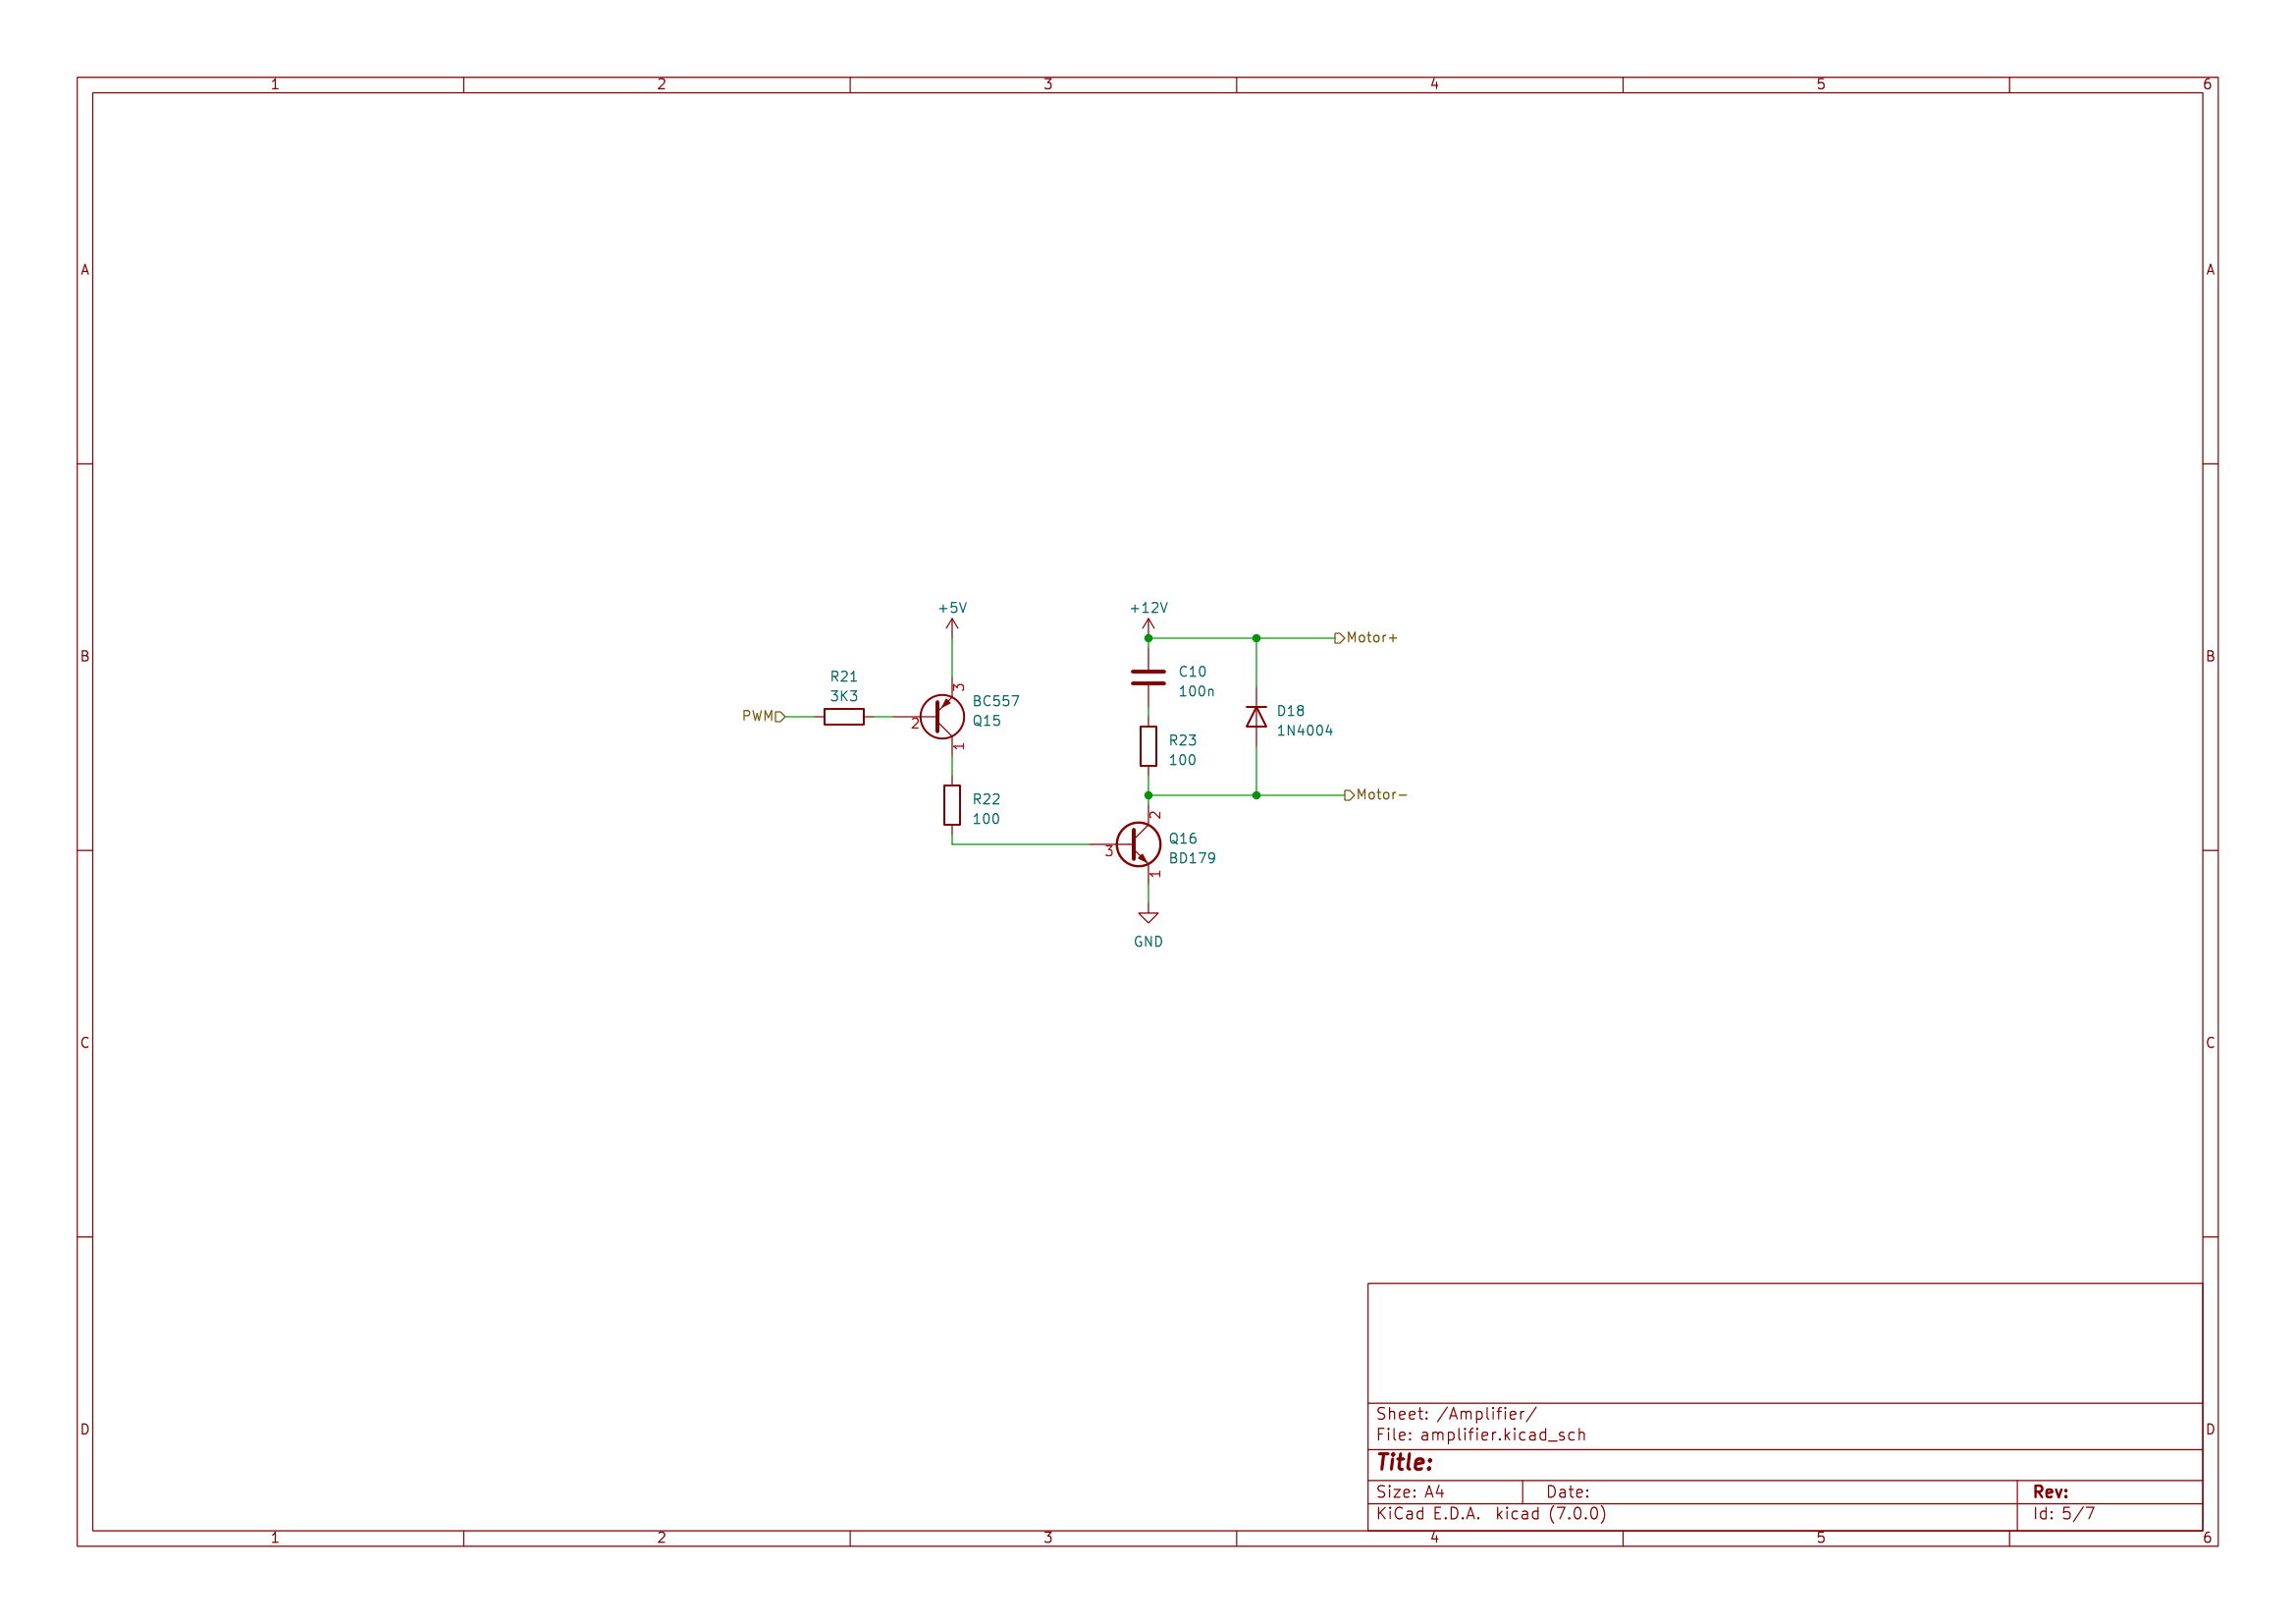 1 2 3 4 5 6
A A
+5V +12V
Motor+
B B
R21
3K3
C10
100n
3
BC557
Q15
D18
1N4004
PWM
2
1
R23
100
R22
100
Motor-
2
Q16
BD179
3
1
GND
C C
Sheet: /Amplifier/
File: amplifier.kicad_sch
D D
Title:
Size: A4 Date: Rev:
KiCad E.D.A. kicad (7.0.0) Id: 5/7
1 2 3 4 5 6